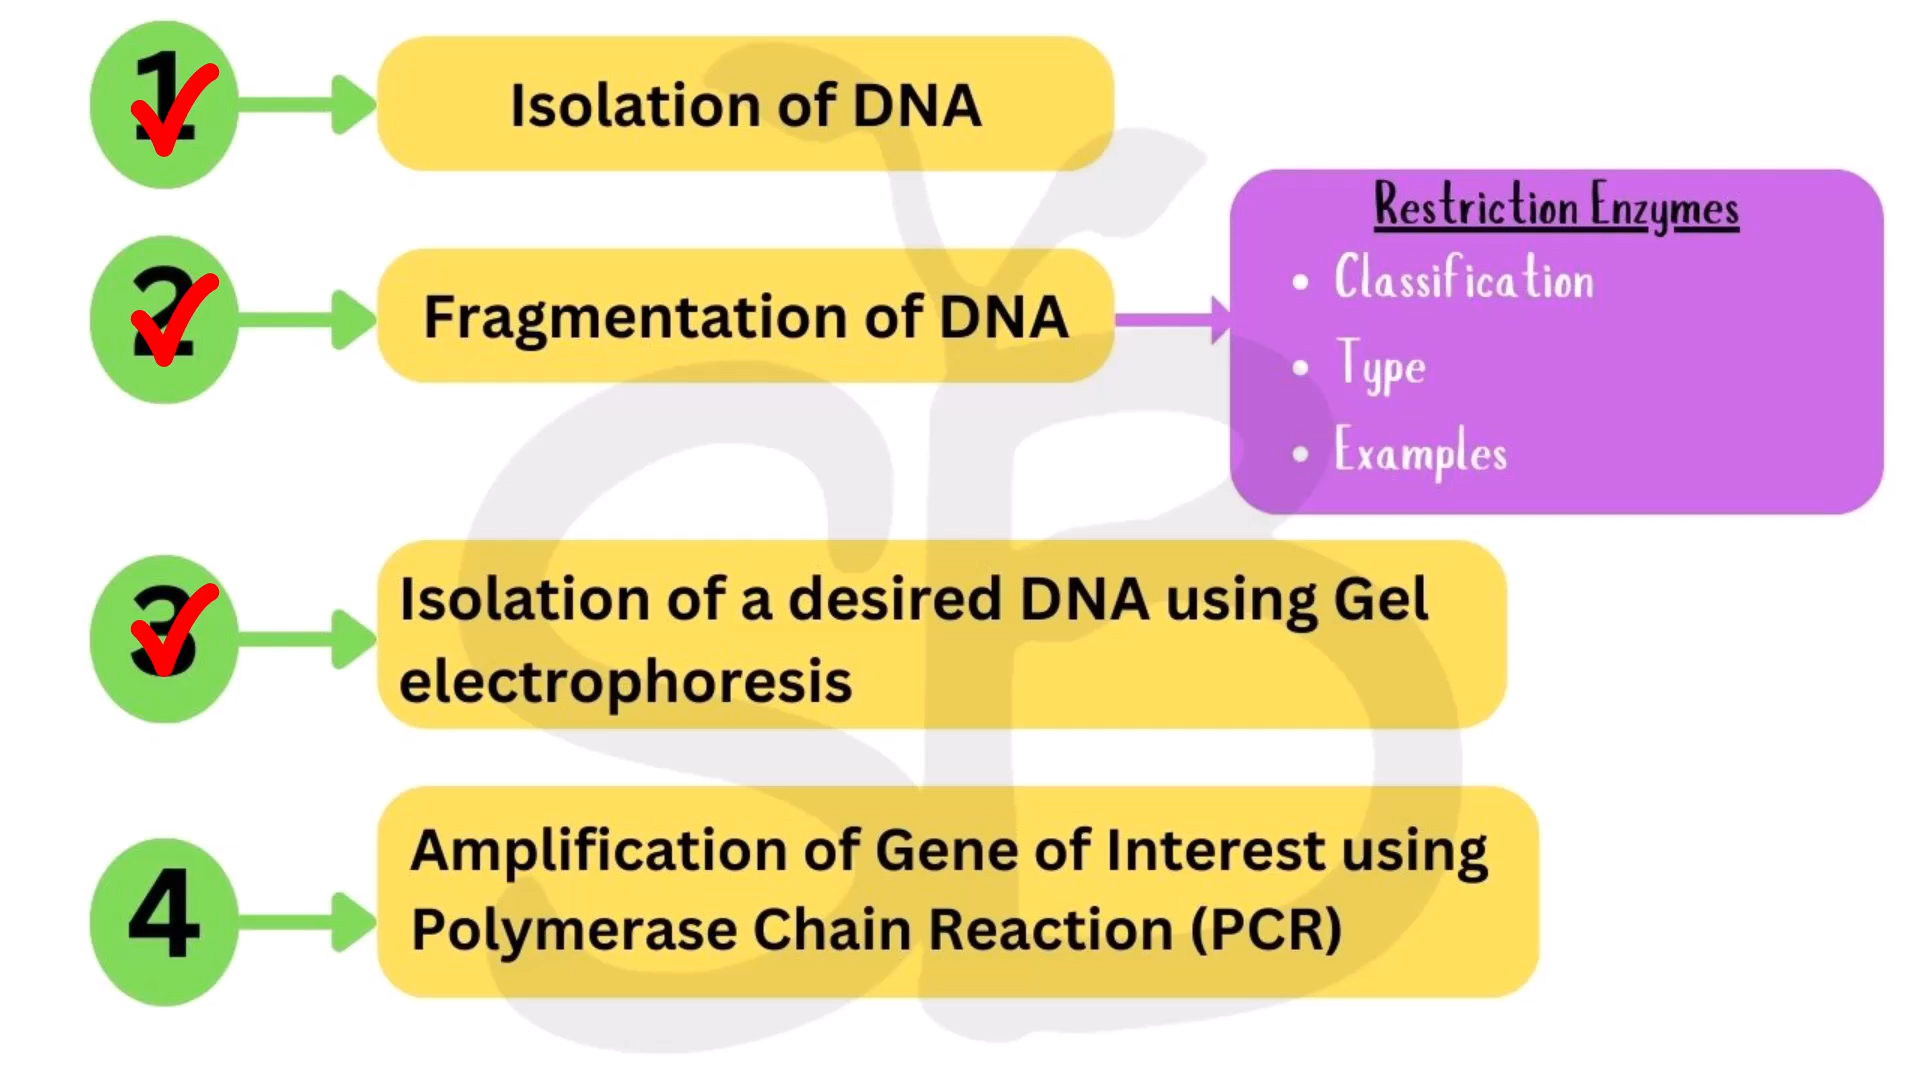 1
Isolation of DNA
2
Fragmentation of DNA
Restriction Enzymes
• Classification
• Type
• Examples
3
Isolation of a desired DNA using Gel
electrophoresis
4
Amplification of Gene of Interest using
Polymerase Chain Reaction (PCR)
SB